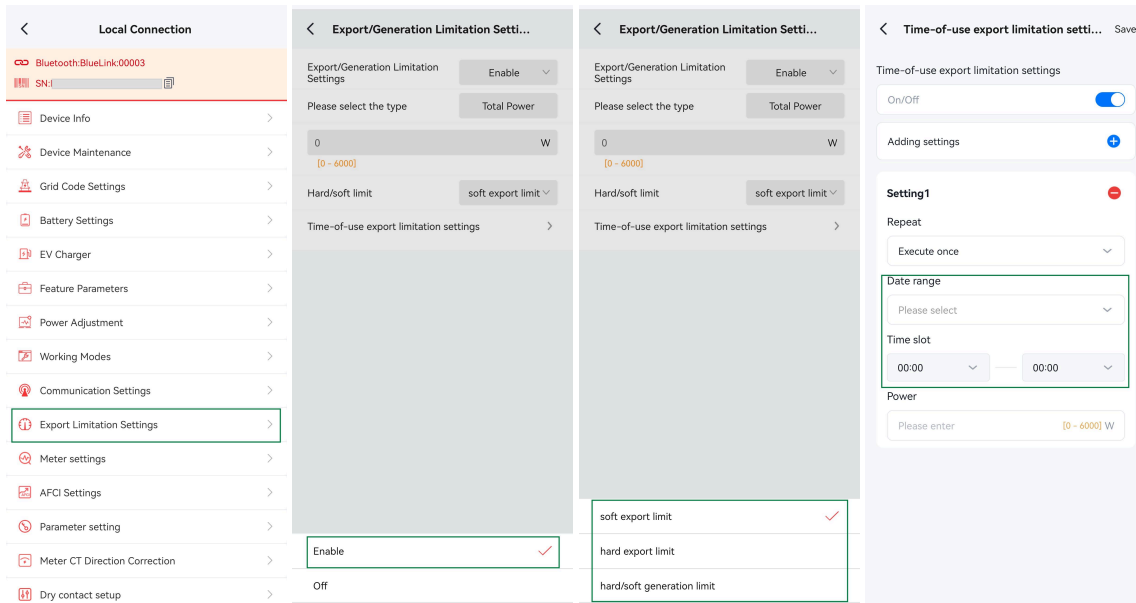 Local Connection
Bluetooth:BlueLink:00003
SN:
Device Info
Device Maintenance
Grid Code Settings
Battery Settings
EV Charger
Feature Parameters
Power Adjustment
Working Modes
Communication Settings
Export Limitation Settings
Meter settings
AFCI Settings
Parameter setting
Meter CT Direction Correction
Dry contact setup
Export/Generation Limitation Setti...
Export/Generation Limitation
Settings
Enable
Please select the type
Total Power
0 W
[0 ~ 6000]
Hard/soft limit
soft export limit
Time-of-use export limitation settings
Enable
Off
Export/Generation Limitation Setti...
Export/Generation Limitation
Settings
Enable
Please select the type
Total Power
0 W
[0 ~ 6000]
Hard/soft limit
soft export limit
Time-of-use export limitation settings
soft export limit
hard export limit
hard/soft generation limit
Time-of-use export limitation setti... Save
Time-of-use export limitation settings
On/Off
Adding settings
Setting1
Repeat
Execute once
Date range
Please select
Time slot
00:00 00:00
Power
Please enter [0 ~ 6000] W